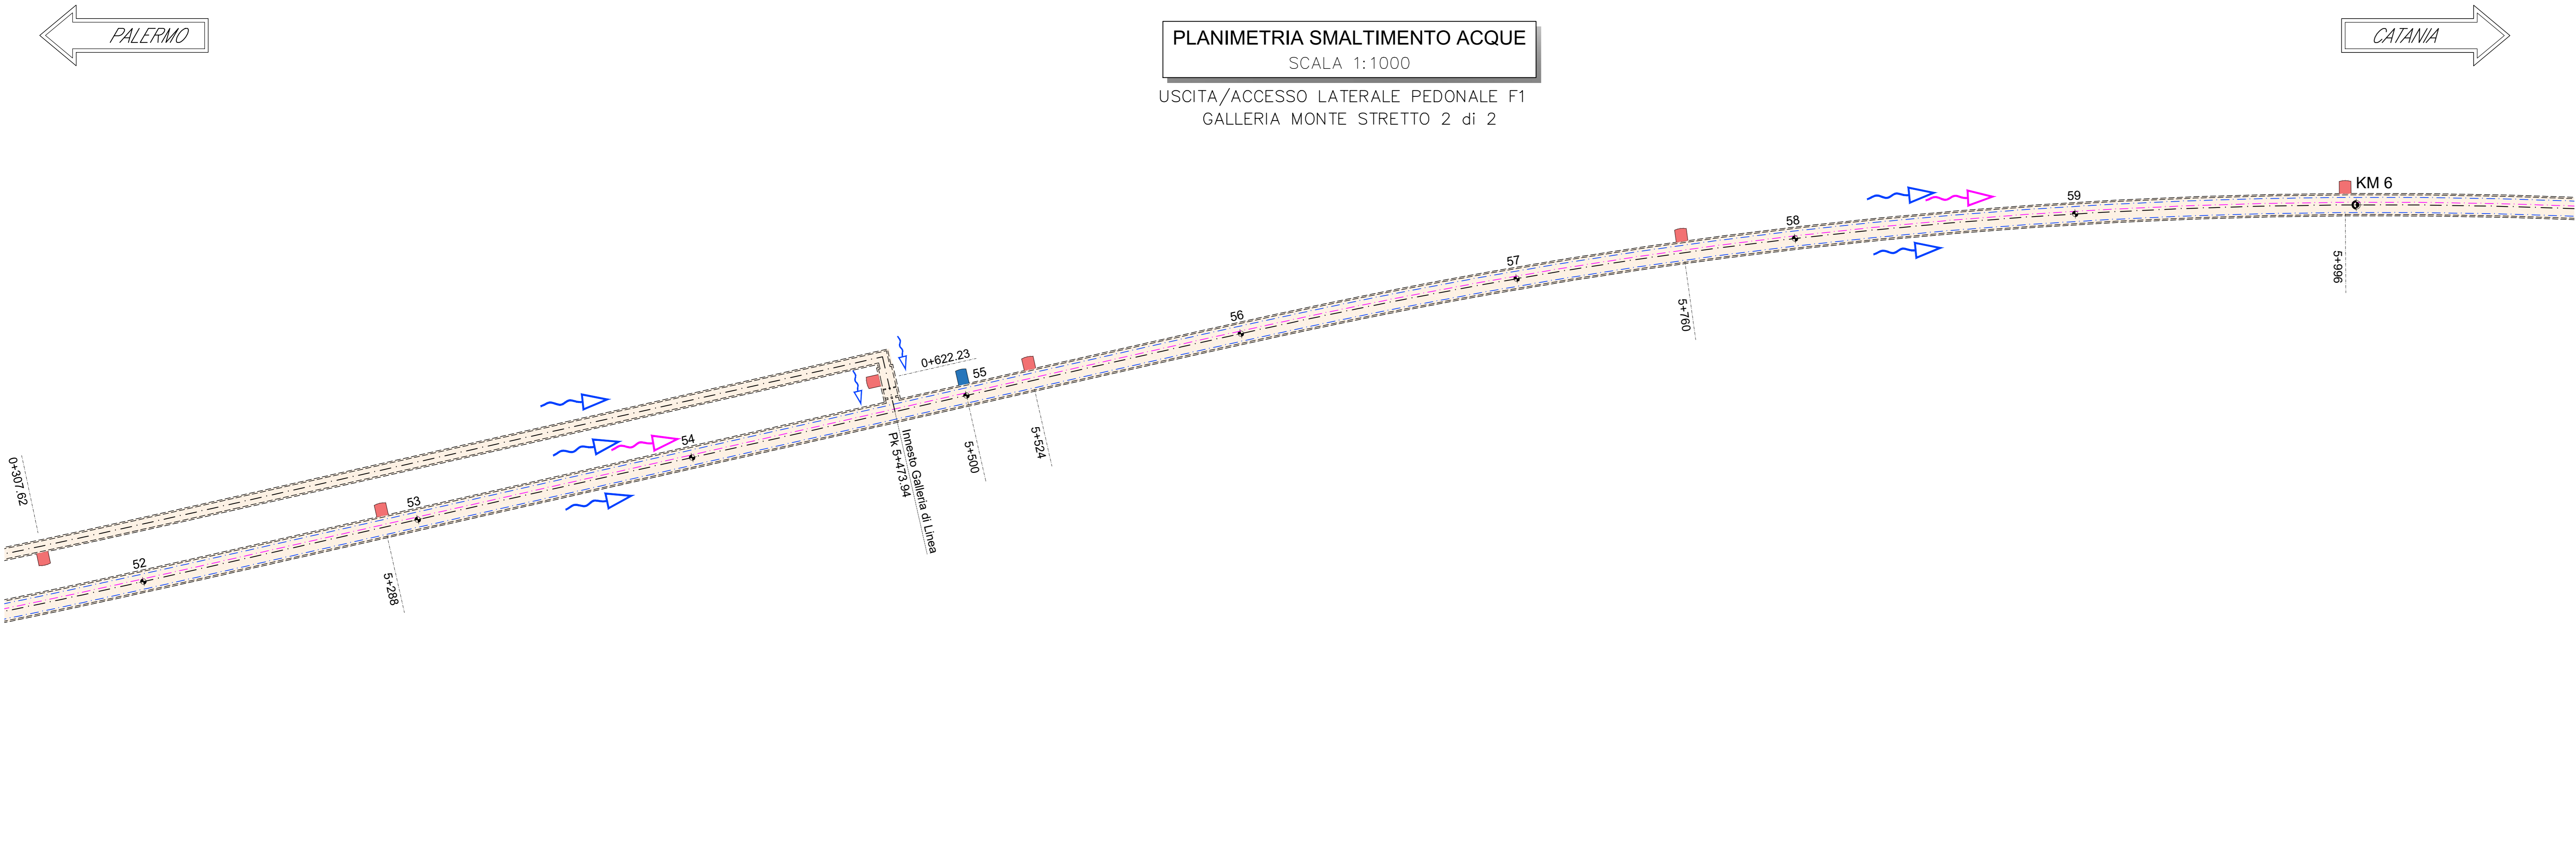 PALERMO
PLANIMETRIA SMALTIMENTO ACQUE
SCALA 1:1000
USCITA/ACCESSO LATERALE PEDONALE F1
GALLERIA MONTE STRETTO 2 di 2
CATANIA
KM 6
59
58
57
56
55
54
53
52
5+996
5+760
0+622.23
5+524
5+500
Innesto Galleria di Linea
Pk 5+473.94
0+307.62
5+288